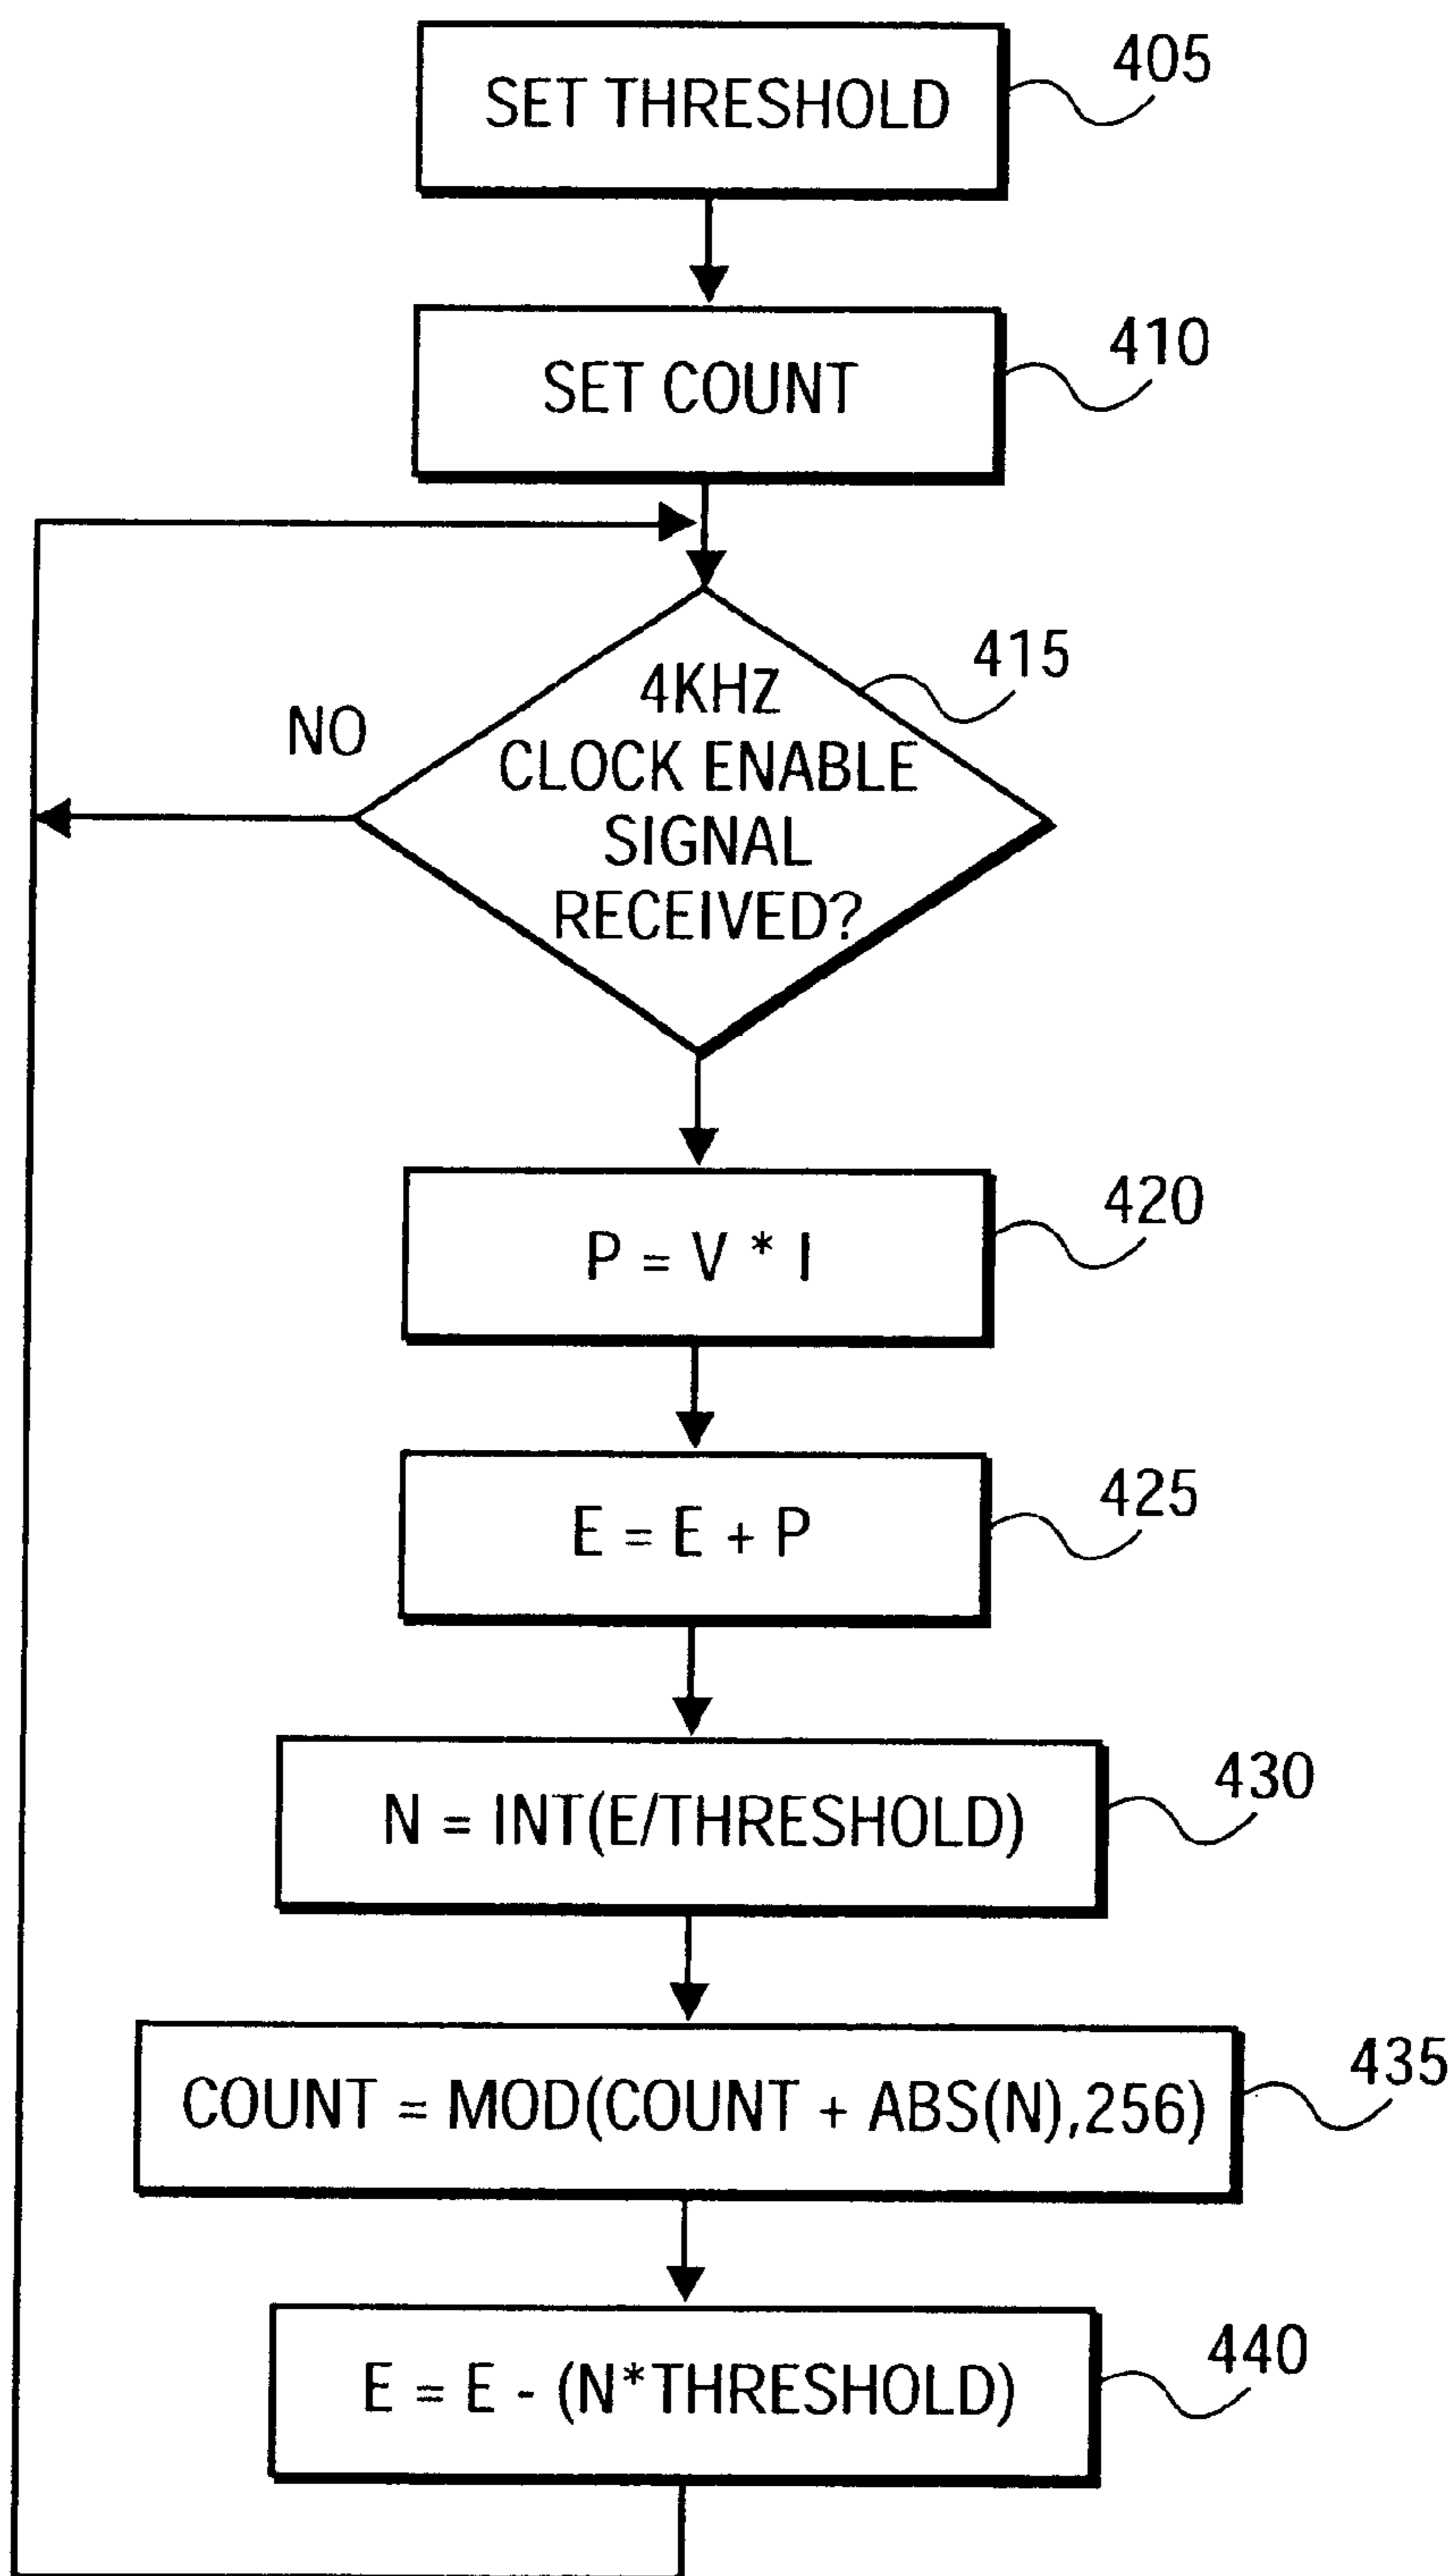 SET THRESHOLD
405
SET COUNT
410
4KHz
CLOCK ENABLE
SIGNAL
RECEIVED?
415
NO
P = V * I
420
E = E + P
425
N = INT(E/THRESHOLD)
430
COUNT = MOD(COUNT + ABS(N),256)
435
E = E - (N*THRESHOLD)
440